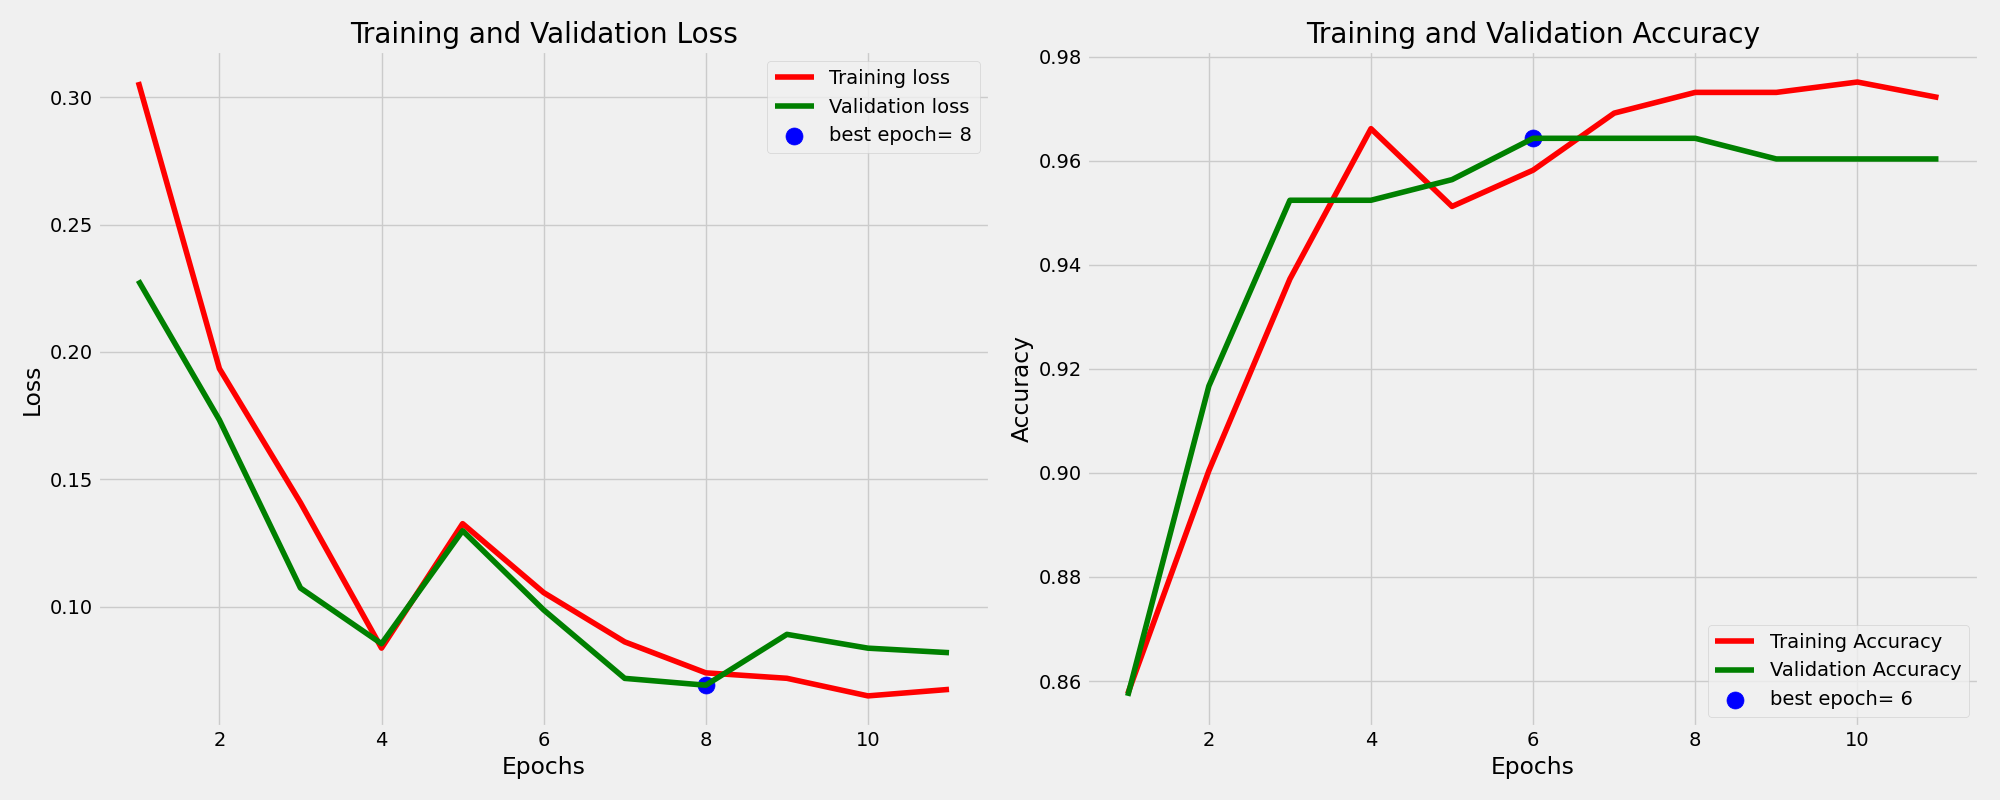 Training and Validation Loss
Loss
0.30
0.25
0.20
0.15
0.10
Training loss
Validation loss
best epoch= 8
2 4 6 8 10
Epochs
Training and Validation Accuracy
Accuracy
0.98
0.96
0.94
0.92
0.90
0.88
0.86
Training Accuracy
Validation Accuracy
best epoch= 6
2 4 6 8 10
Epochs